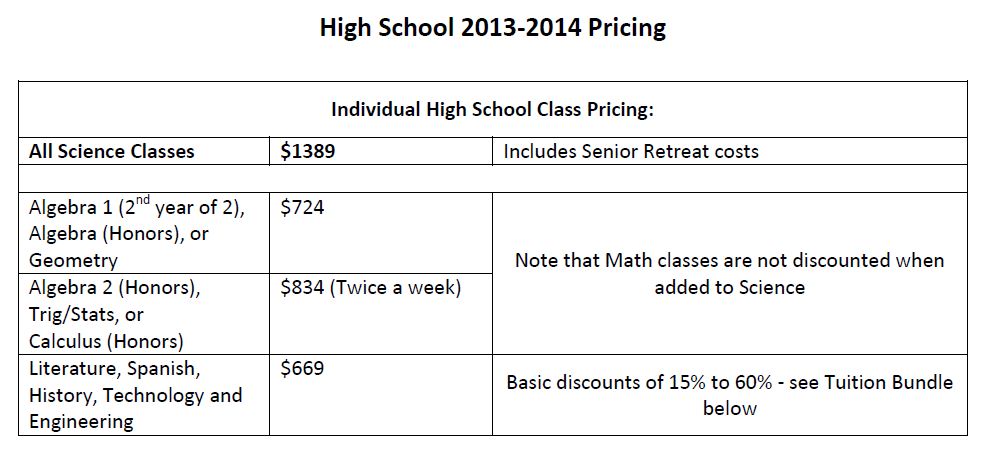 High School 2013-2014 Pricing
Individual High School Class Pricing:
All Science Classes $1389 Includes Senior Retreat costs
Algebra 1 (2nd year of 2),
Algebra (Honors), or
Geometry
$724
Note that Math classes are not discounted when
added to Science
Algebra 2 (Honors),
Trig/Stats, or
Calculus (Honors)
$834 (Twice a week)
Literature, Spanish,
History, Technology and
Engineering
$669
Basic discounts of 15% to 60% - see Tuition Bundle
below